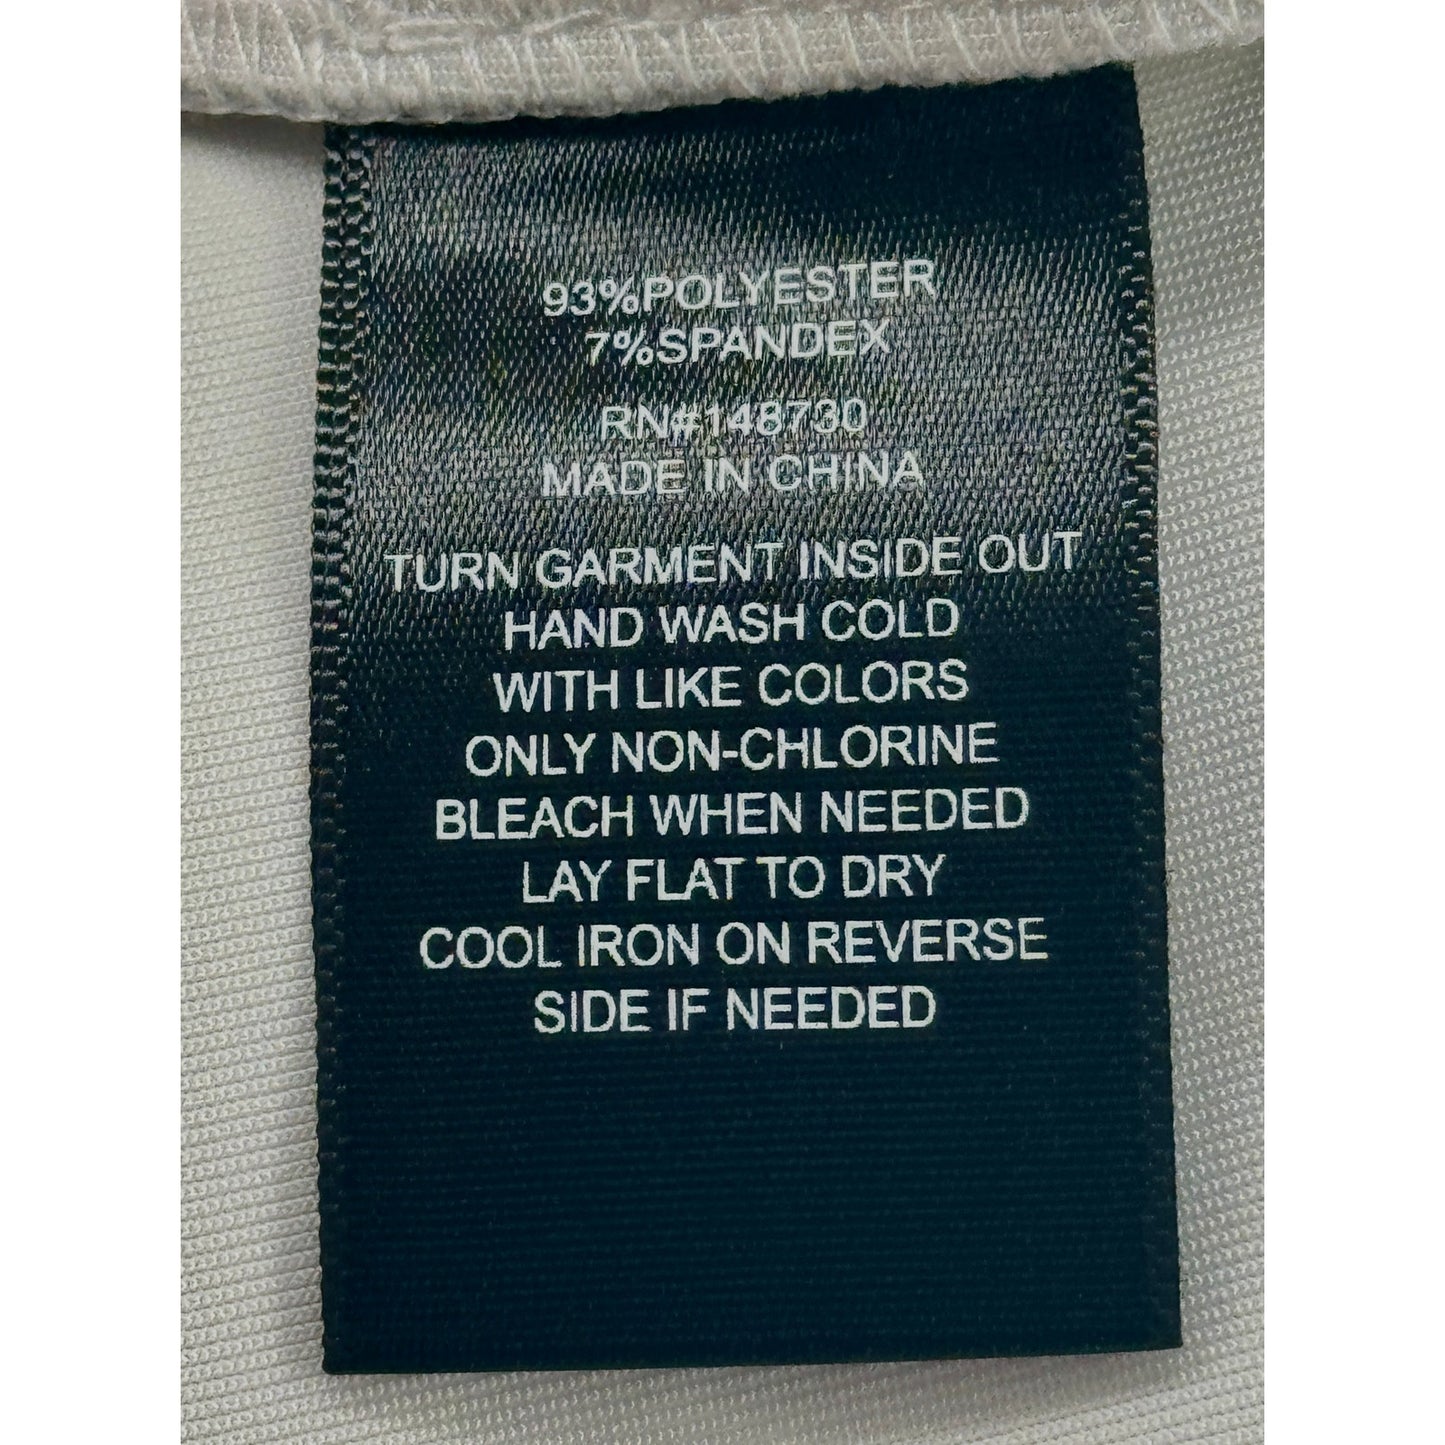 93%POLYESTER
7%SPANDEX
RN#148730
MADE IN CHINA
TURN GARMENT INSIDE OUT
HAND WASH COLD
WITH LIKE COLORS
ONLY NON-CHLORINE
BLEACH WHEN NEEDED
LAY FLAT TO DRY
COOL IRON ON REVERSE
SIDE IF NEEDED